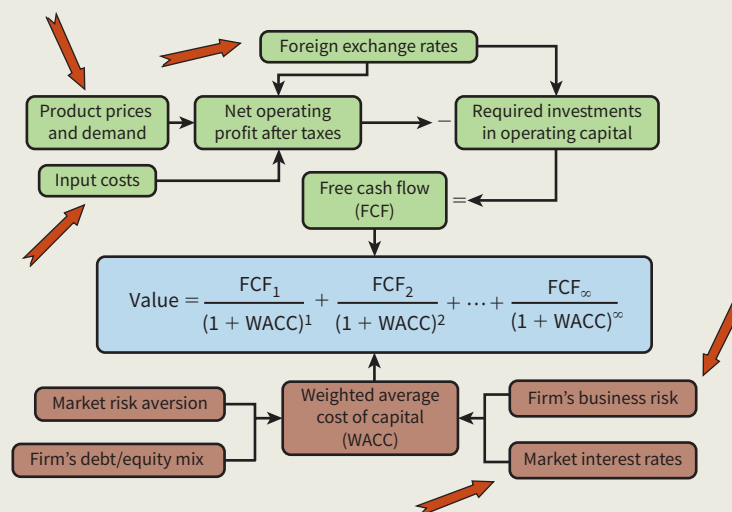 Foreign exchange rates
Product prices
and demand
Net operating
profit after taxes
−
Required investments
in operating capital
Input costs
Free cash flow
(FCF)
=
Value = FCF₁/(1 + WACC)¹ + FCF₂/(1 + WACC)² + ⋯ + FCF∞/(1 + WACC)^∞
Market risk aversion
Firm’s debt/equity mix
Weighted average
cost of capital
(WACC)
Firm’s business risk
Market interest rates